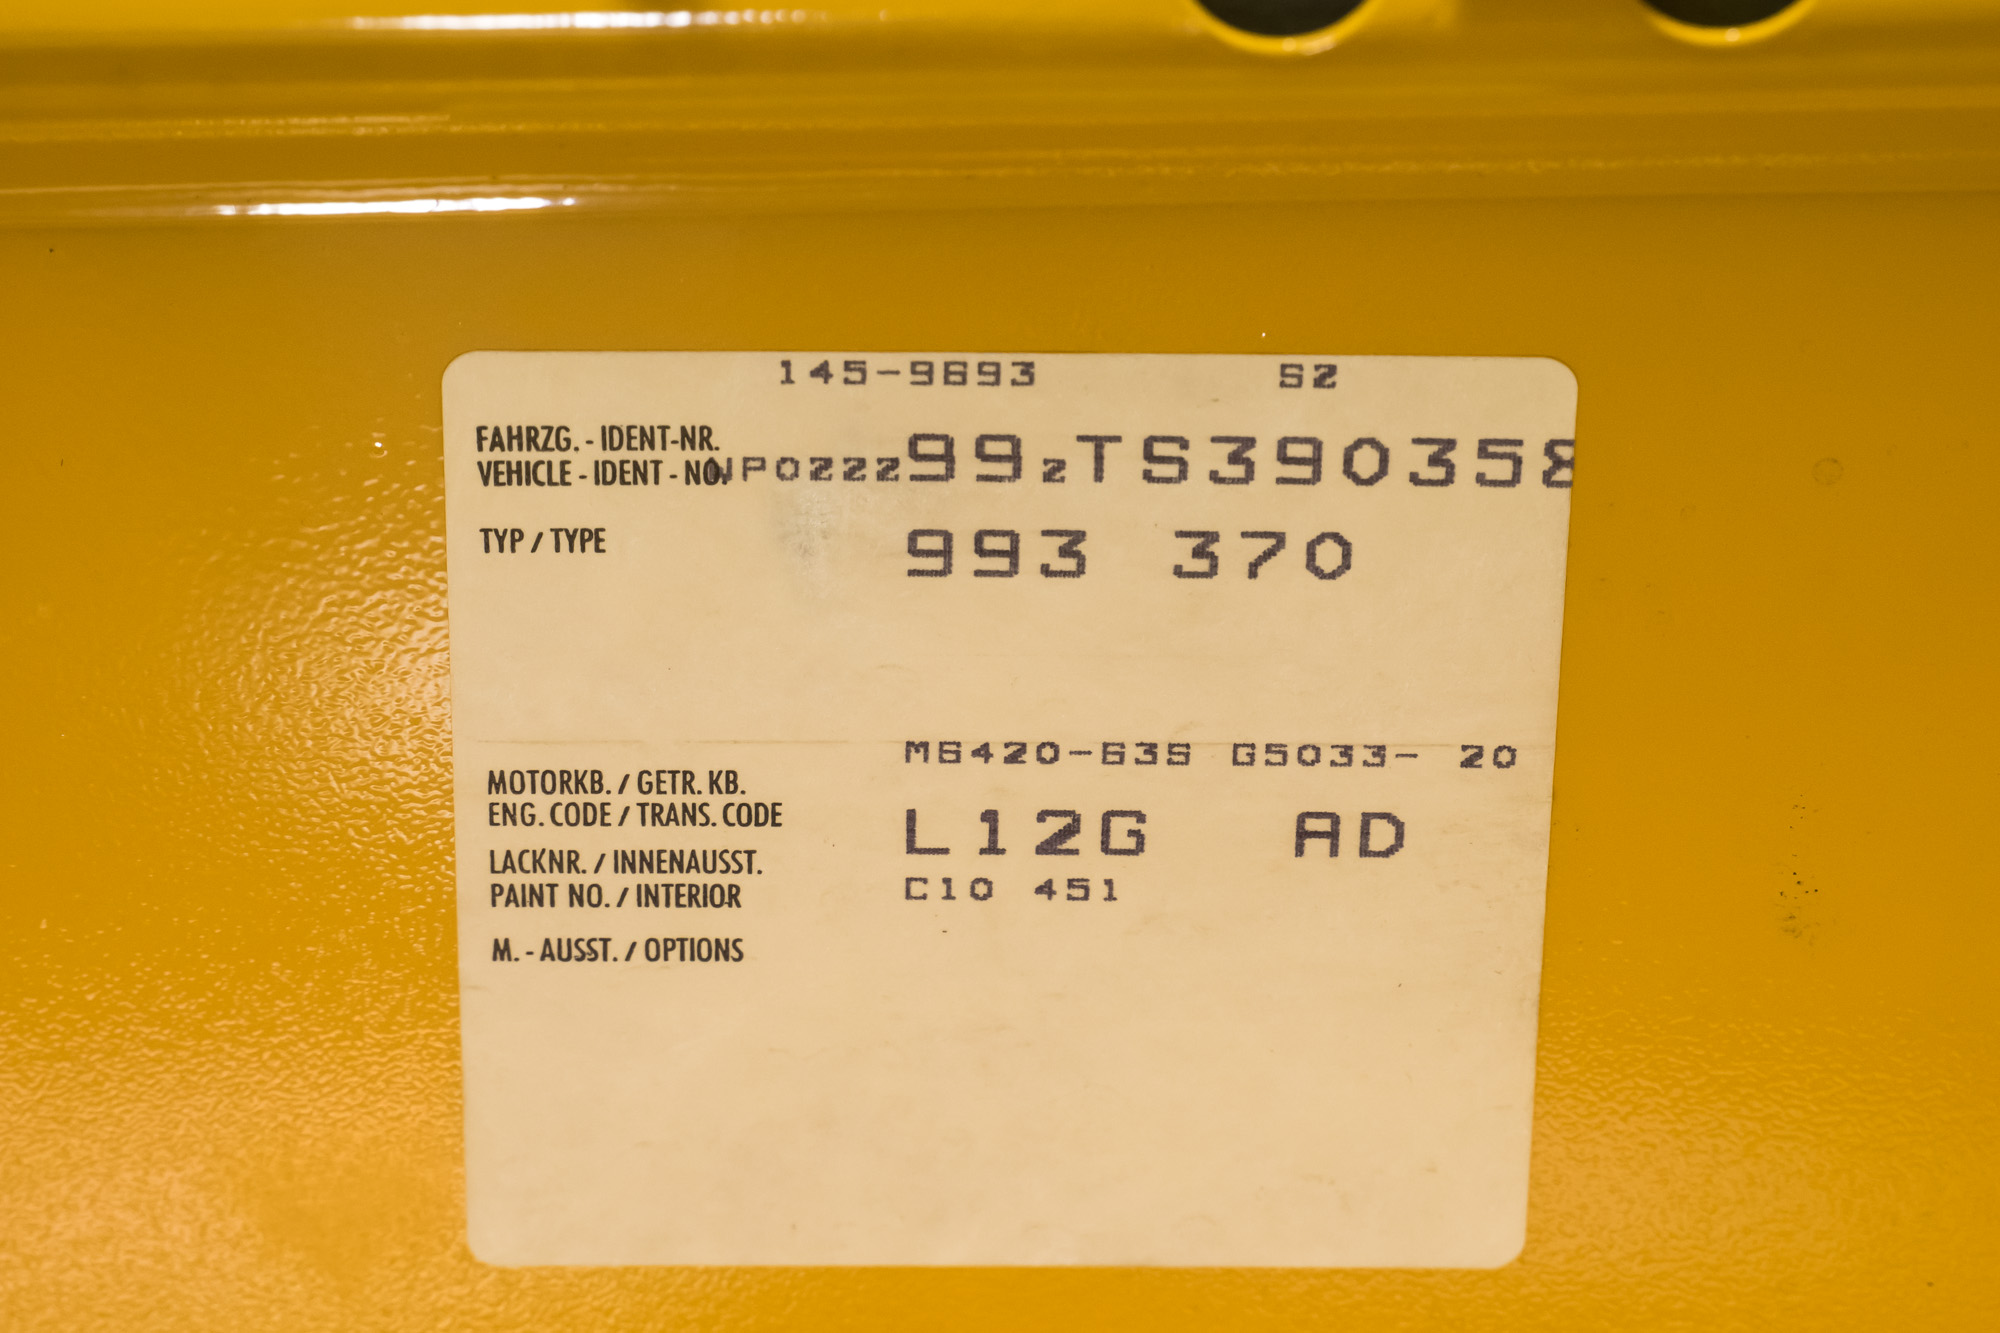 145-9693 S2
FAHRZG. - IDENT-NR.
VEHICLE - IDENT - NO. WP0ZZZ99ZTS390358
TYP / TYPE 993 370
M6420-63S G5033- 20
MOTORKB. / GETR. KB.
ENG. CODE / TRANS. CODE L12G AD
LACKNR. / INNENAUSST.
PAINT NO. / INTERIOR C10 451
M. - AUSST. / OPTIONS